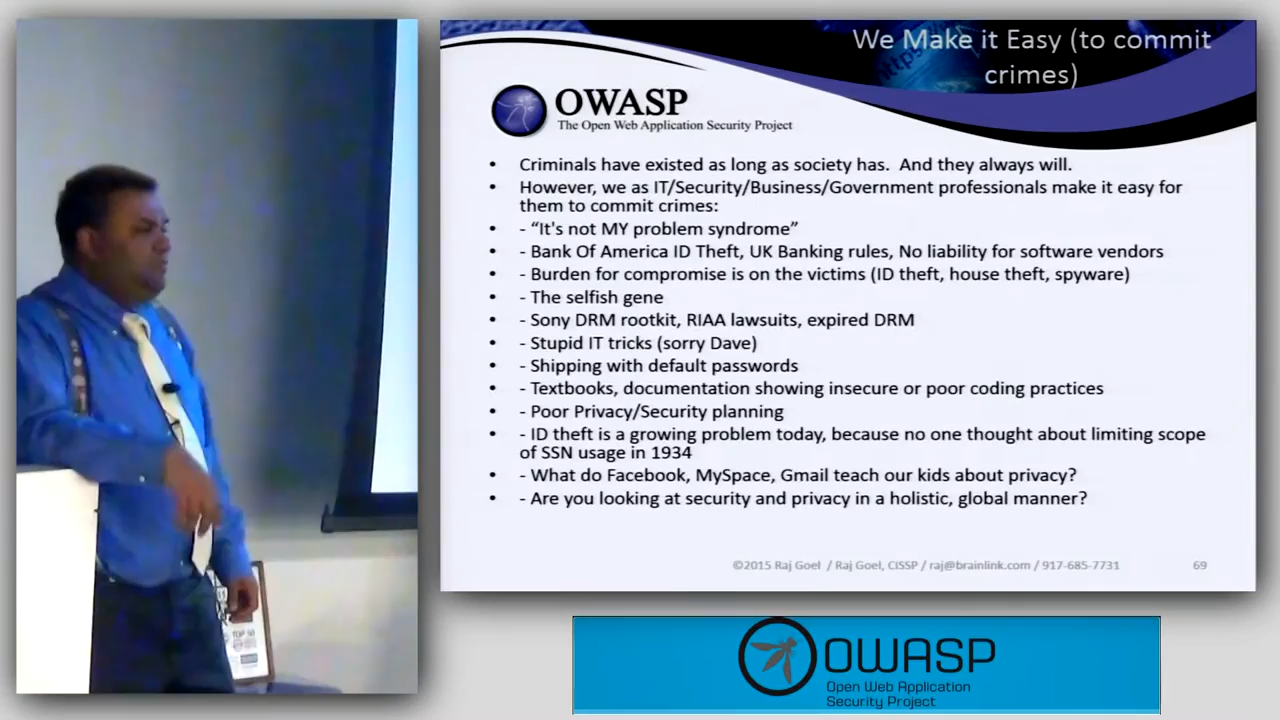 We Make it Easy (to commit
crimes)
OWASP
The Open Web Application Security Project
• Criminals have existed as long as society has. And they always will.
• However, we as IT/Security/Business/Government professionals make it easy for
them to commit crimes:
• - “It's not MY problem syndrome”
• - Bank Of America ID Theft, UK Banking rules, No liability for software vendors
• - Burden for compromise is on the victims (ID theft, house theft, spyware)
• - The selfish gene
• - Sony DRM rootkit, RIAA lawsuits, expired DRM
• - Stupid IT tricks (sorry Dave)
• - Shipping with default passwords
• - Textbooks, documentation showing insecure or poor coding practices
• - Poor Privacy/Security planning
• - ID theft is a growing problem today, because no one thought about limiting scope
of SSN usage in 1934
• - What do Facebook, MySpace, Gmail teach our kids about privacy?
• - Are you looking at security and privacy in a holistic, global manner?
©2015 Raj Goel / Raj Goel, CISSP / raj@brainlink.com / 917-685-7731
69
TOP 50
OWASP
Open Web Application
Security Project